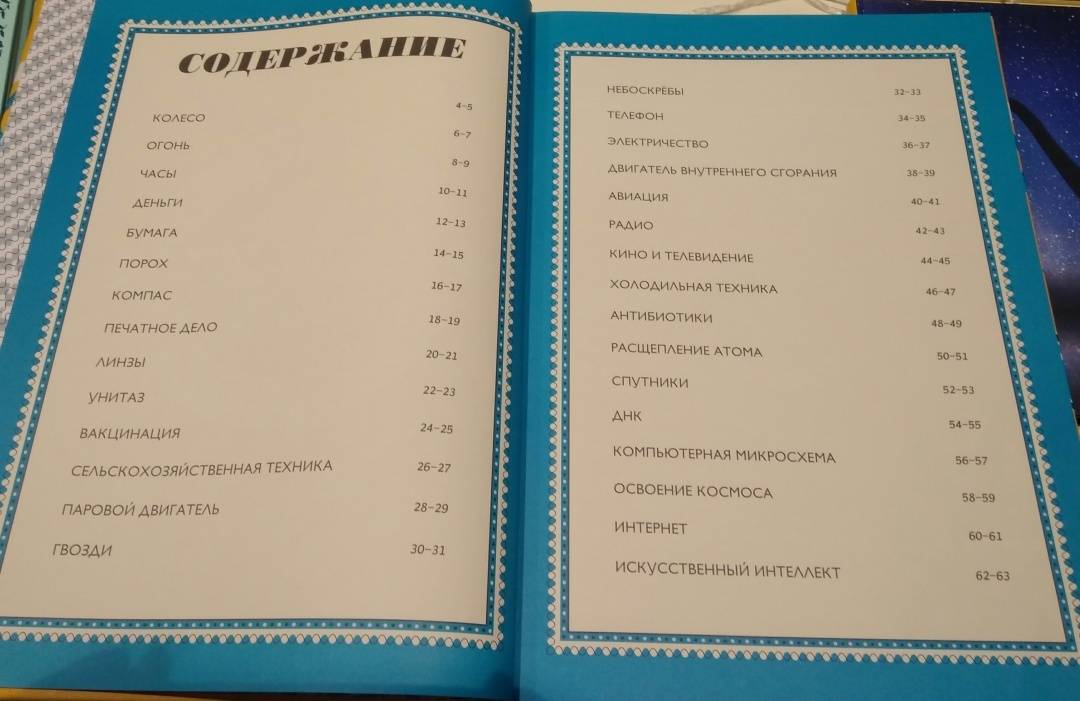 СОДЕРЖАНИЕ
КОЛЕСО 4–5
ОГОНЬ 6–7
ЧАСЫ 8–9
ДЕНЬГИ 10–11
БУМАГА 12–13
ПОРОХ 14–15
КОМПАС 16–17
ПЕЧАТНОЕ ДЕЛО 18–19
ЛИНЗЫ 20–21
УНИТАЗ 22–23
ВАКЦИНАЦИЯ 24–25
СЕЛЬСКОХОЗЯЙСТВЕННАЯ ТЕХНИКА 26–27
ПАРОВОЙ ДВИГАТЕЛЬ 28–29
ГВОЗДИ 30–31
НЕБОСКРЁБЫ 32–33
ТЕЛЕФОН 34–35
ЭЛЕКТРИЧЕСТВО 36–37
ДВИГАТЕЛЬ ВНУТРЕННЕГО СГОРАНИЯ 38–39
АВИАЦИЯ 40–41
РАДИО 42–43
КИНО И ТЕЛЕВИДЕНИЕ 44–45
ХОЛОДИЛЬНАЯ ТЕХНИКА 46–47
АНТИБИОТИКИ 48–49
РАСЩЕПЛЕНИЕ АТОМА 50–51
СПУТНИКИ 52–53
ДНК 54–55
КОМПЬЮТЕРНАЯ МИКРОСХЕМА 56–57
ОСВОЕНИЕ КОСМОСА 58–59
ИНТЕРНЕТ 60–61
ИСКУССТВЕННЫЙ ИНТЕЛЛЕКТ 62–63